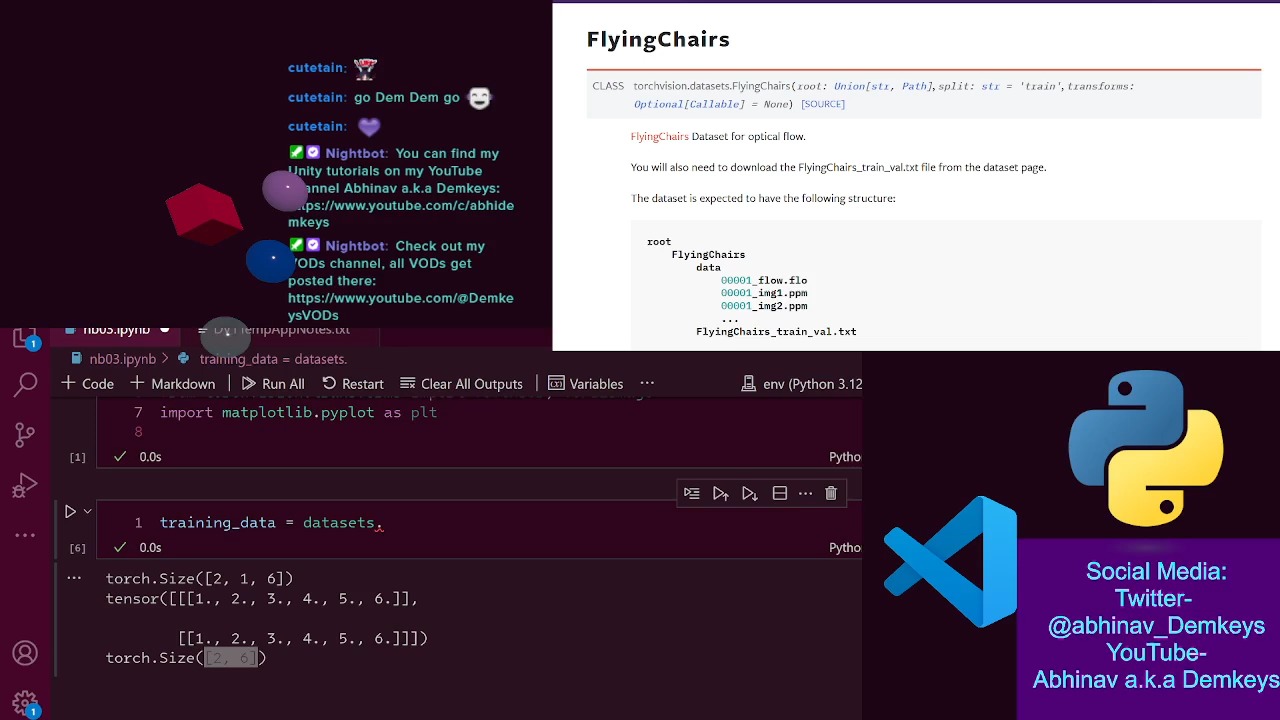 cutetain:
cutetain: go Dem Dem go
cutetain:
Nightbot: You can find my
Unity tutorials on my YouTube
Channel Abhinav a.k.a Demkeys:
https://www.youtube.com/c/abhide
mkeys
Nightbot: Check out my
VODs channel, all VODs get
posted there:
https://www.youtube.com/@Demke
ysVODs
FlyingChairs
CLASS torchvision.datasets.FlyingChairs(root: Union[str, Path], split: str = 'train', transforms:
Optional[Callable] = None) [SOURCE]
FlyingChairs Dataset for optical flow.
You will also need to download the FlyingChairs_train_val.txt file from the dataset page.
The dataset is expected to have the following structure:
root
FlyingChairs
data
00001_flow.flo
00001_img1.ppm
00001_img2.ppm
...
FlyingChairs_train_val.txt
nb03.ipynb
TempAppNotes.txt
nb03.ipynb > training_data = datasets.
+ Code + Markdown Run All Restart Clear All Outputs Variables ··· env (Python 3.12
7 import matplotlib.pyplot as plt
8
[1] 0.0s Pytho
1 training_data = datasets.
[6] 0.0s Pytho
torch.Size([2, 1, 6])
tensor([[[1., 2., 3., 4., 5., 6.]],
[[1., 2., 3., 4., 5., 6.]]])
torch.Size([2, 6])
1
1
Social Media:
Twitter-
@abhinav_Demkeys
YouTube-
Abhinav a.k.a Demkeys